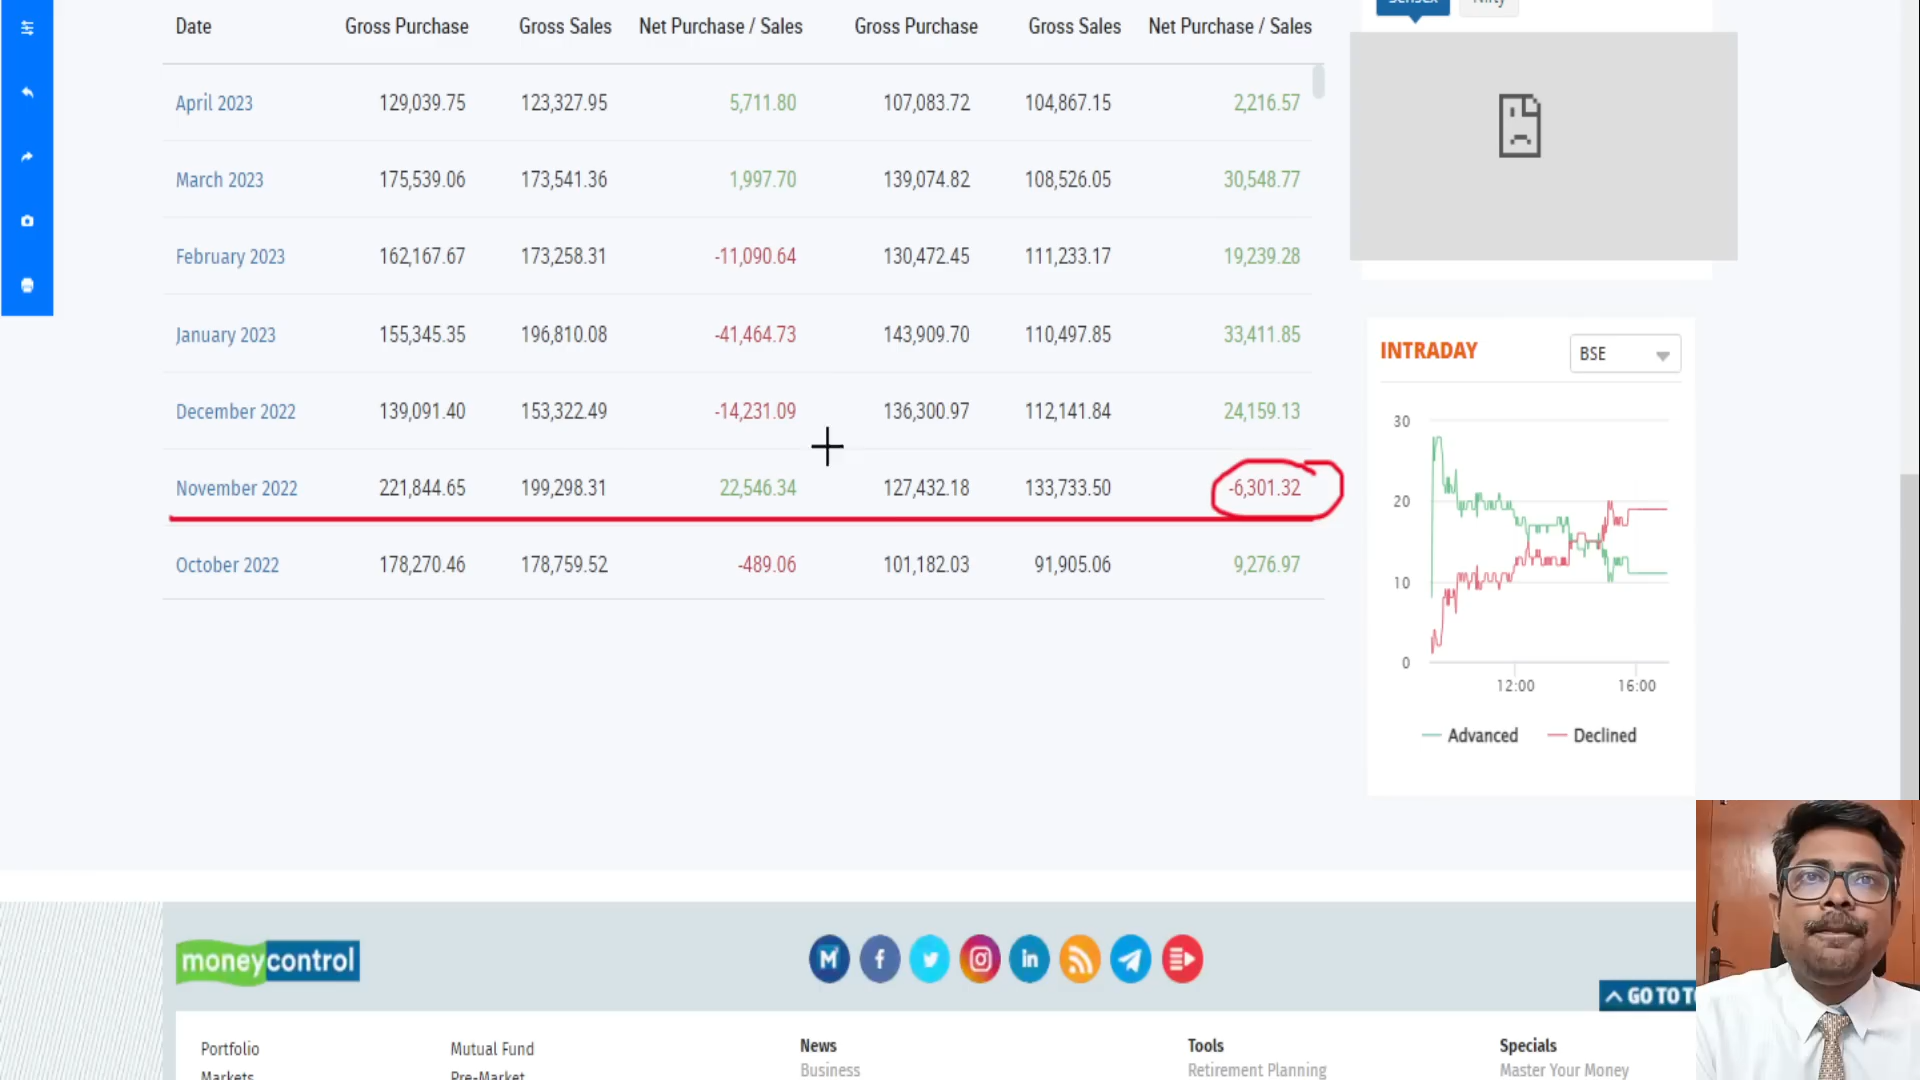 Nifty
Date Gross Purchase Gross Sales Net Purchase / Sales Gross Purchase Gross Sales Net Purchase / Sales
April 2023 129,039.75 123,327.95 5,711.80 107,083.72 104,867.15 2,216.57
March 2023 175,539.06 173,541.36 1,997.70 139,074.82 108,526.05 30,548.77
February 2023 162,167.67 173,258.31 -11,090.64 130,472.45 111,233.17 19,239.28
January 2023 155,345.35 196,810.08 -41,464.73 143,909.70 110,497.85 33,411.85
December 2022 139,091.40 153,322.49 -14,231.09 136,300.97 112,141.84 24,159.13
November 2022 221,844.65 199,298.31 22,546.34 127,432.18 133,733.50 -6,301.32
October 2022 178,270.46 178,759.52 -489.06 101,182.03 91,905.06 9,276.97
INTRADAY BSE
30
20
10
0
12:00 16:00
Advanced Declined
moneycontrol
M f in
GO TO
Portfolio Mutual Fund News Tools Specials
Markets Pre-Market Business Retirement Planning Master Your Money